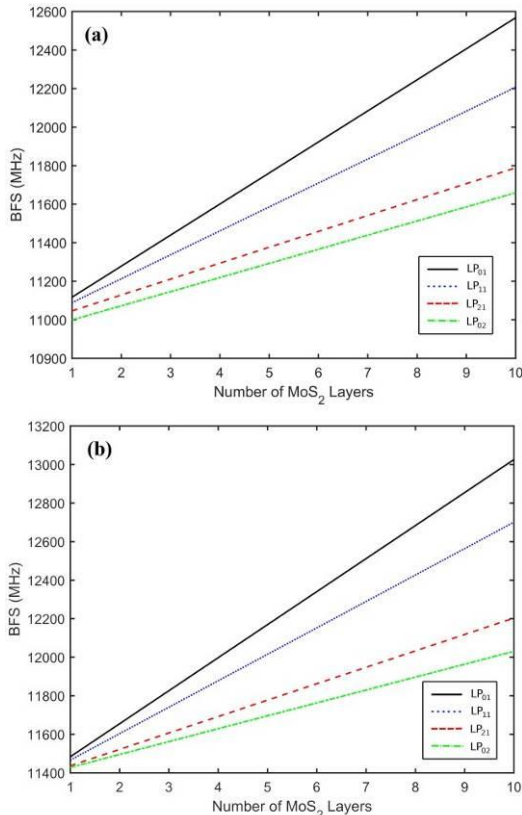 (a)
BFS (MHz)
12600
12400
12200
11800
11600
11400
11200
11000
10900
1 2 3 4 5 6 7 8 9 10
Number of MoS₂ Layers
LP₀₁
LP₁₁
LP₂₁
LP₀₂
(b)
BFS (MHz)
13200
13000
12800
12600
12400
12200
12000
11800
11600
11400
1 2 3 4 5 6 7 8 9 10
Number of MoS₂ Layers
LP₀₁
LP₁₁
LP₂₁
LP₀₂